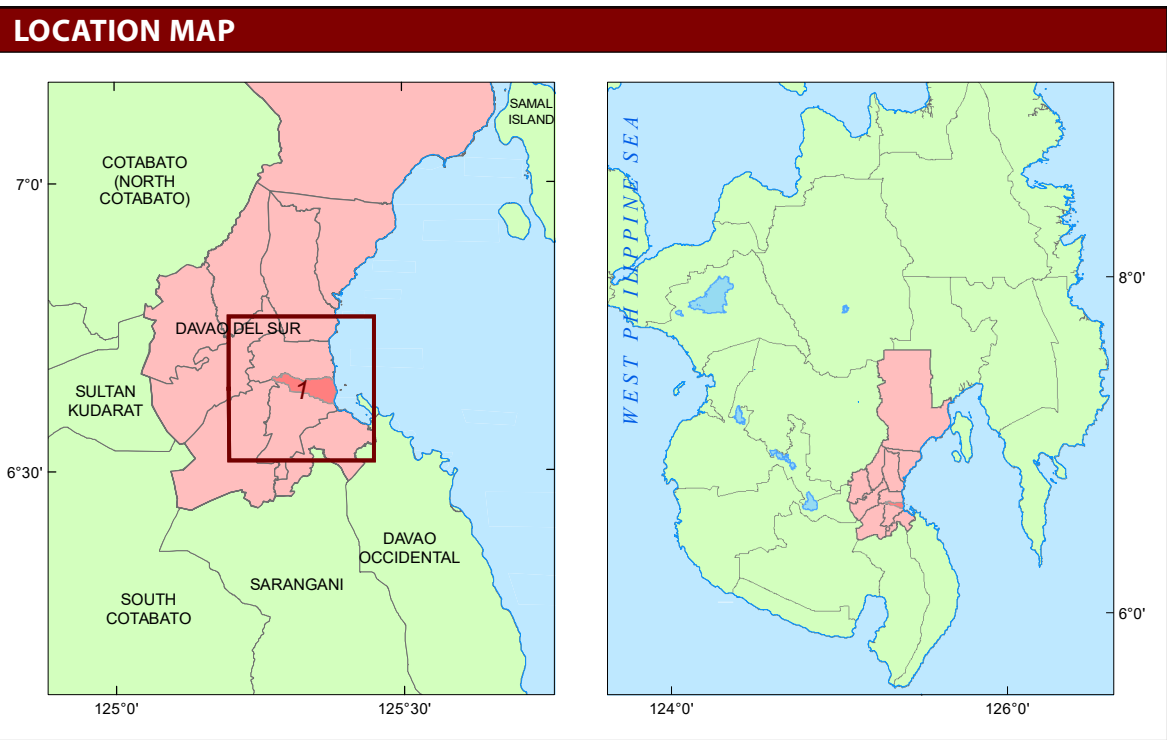 LOCATION MAP
SAMAL
ISLAND
COTABATO
(NORTH
COTABATO)
7°0'
DAVAO DEL SUR
SULTAN
KUDARAT
1
6°30'
DAVAO
OCCIDENTAL
SARANGANI
SOUTH
COTABATO
125°0'
125°30'
WEST PHILIPPINE SEA
8°0'
6°0'
124°0'
126°0'